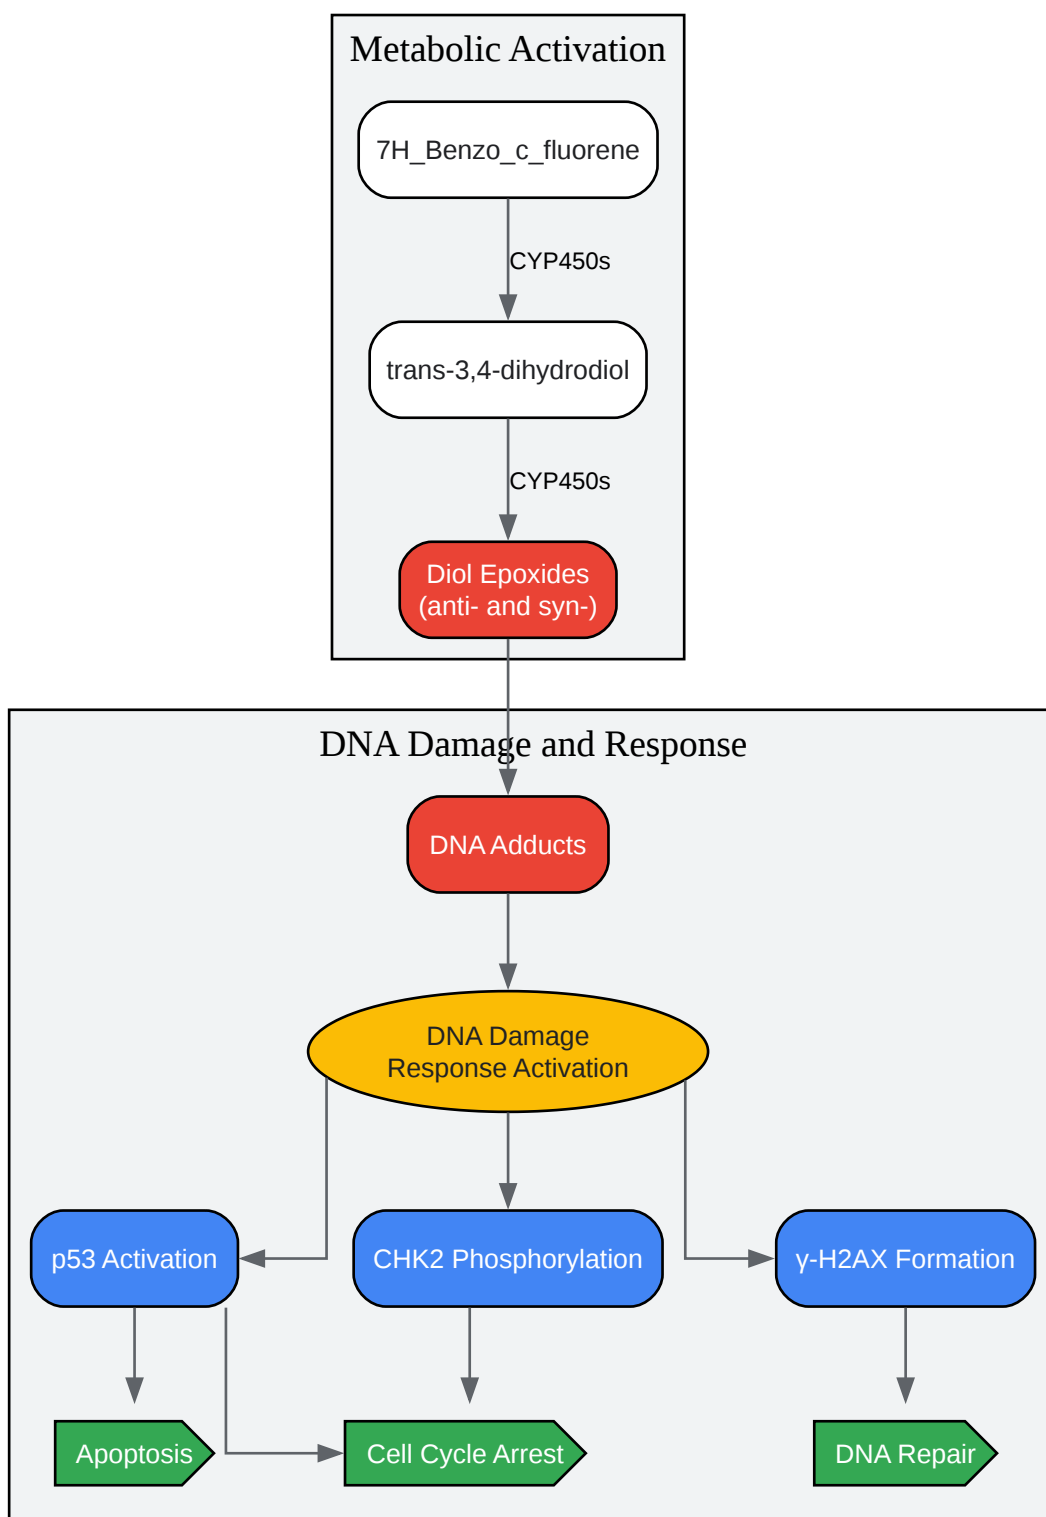 Metabolic Activation
7H_Benzo_c_fluorene
CYP450s
trans-3,4-dihydrodiol
CYP450s
Diol Epoxides
(anti- and syn-)
DNA Damage and Response
DNA Adducts
DNA Damage
Response Activation
p53 Activation
CHK2 Phosphorylation
γ-H2AX Formation
Apoptosis
Cell Cycle Arrest
DNA Repair